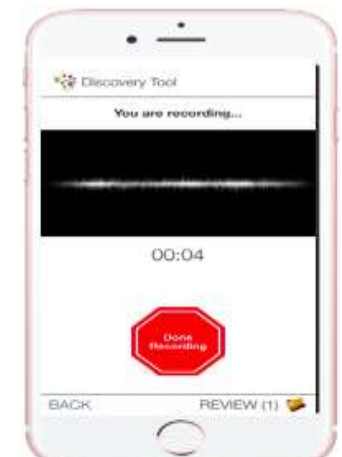 Discovery Tool
You are recording...
00:04
Done
Recording
BACK REVIEW (1)